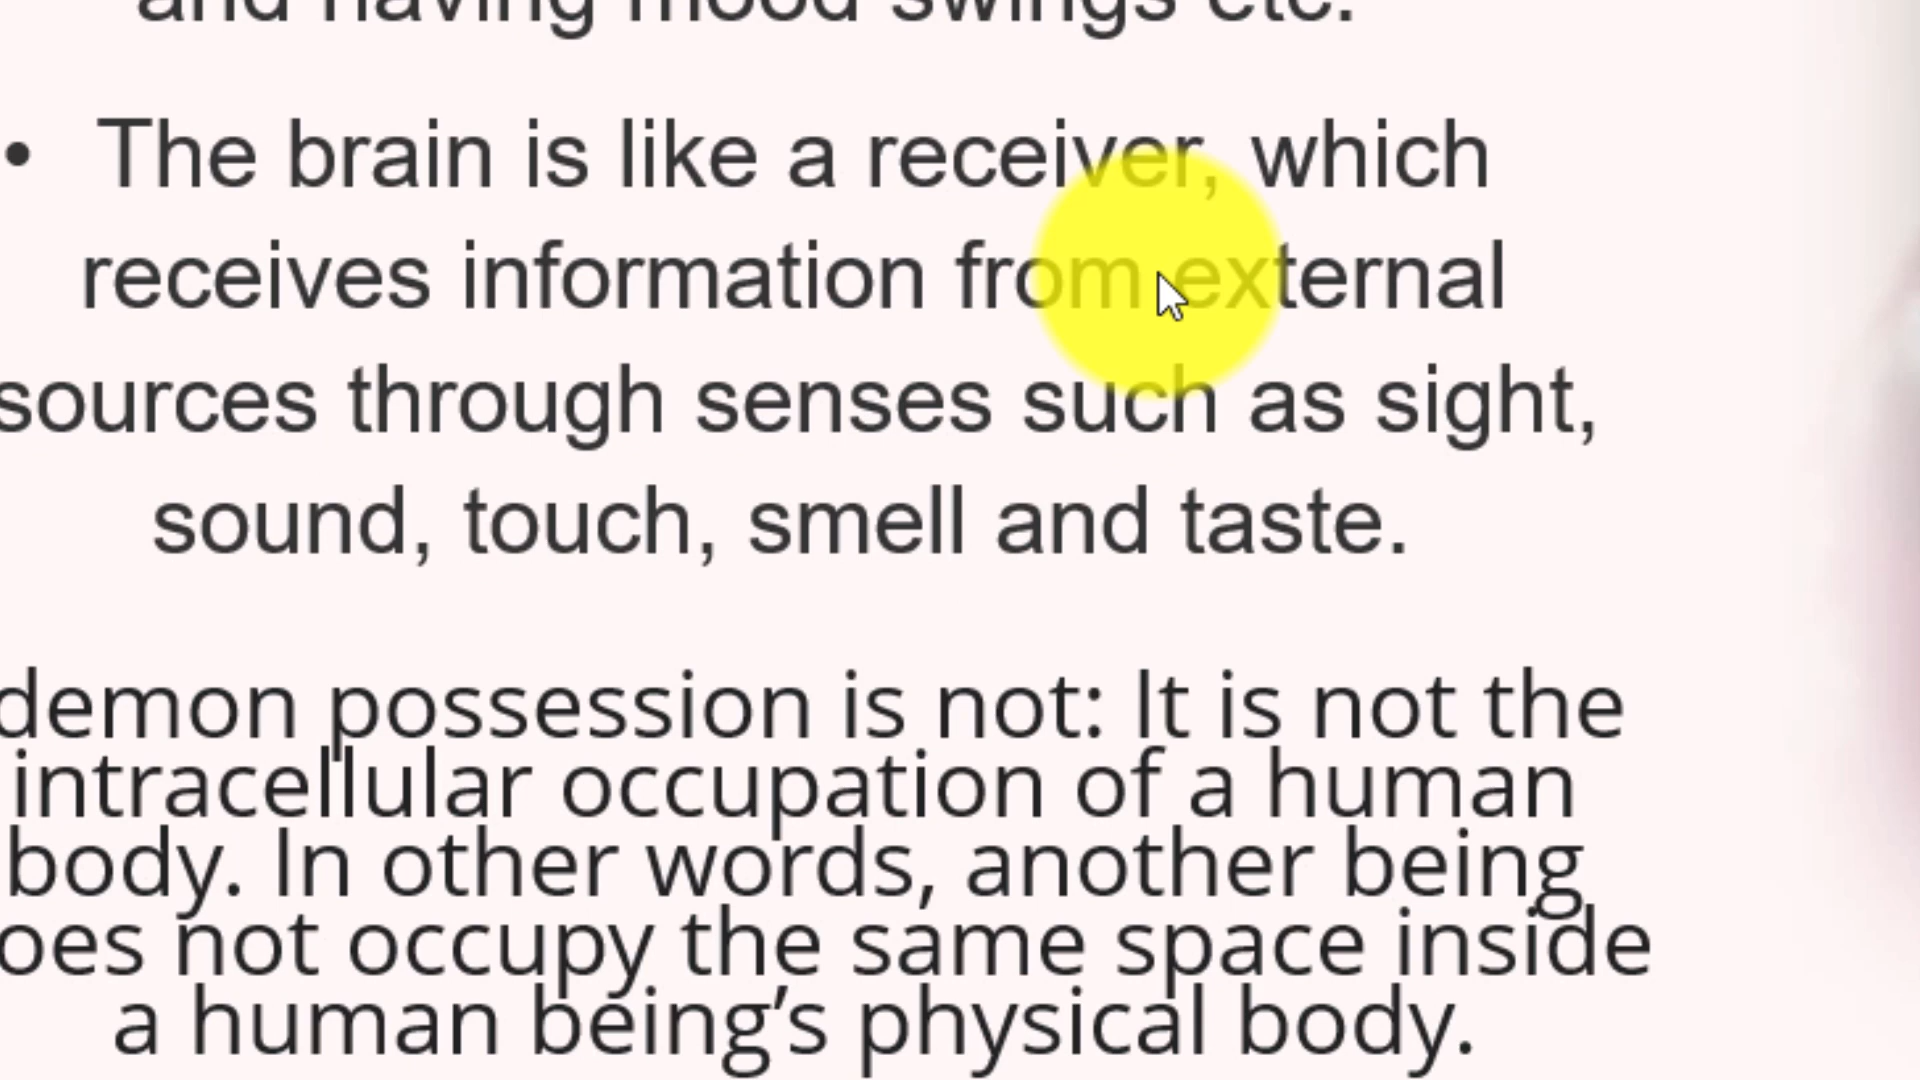 and having mood swings etc.
• The brain is like a receiver, which
receives information from external
sources through senses such as sight,
sound, touch, smell and taste.
demon possession is not: It is not the
intracellular occupation of a human
body. In other words, another being
oes not occupy the same space inside
a human being’s physical body.